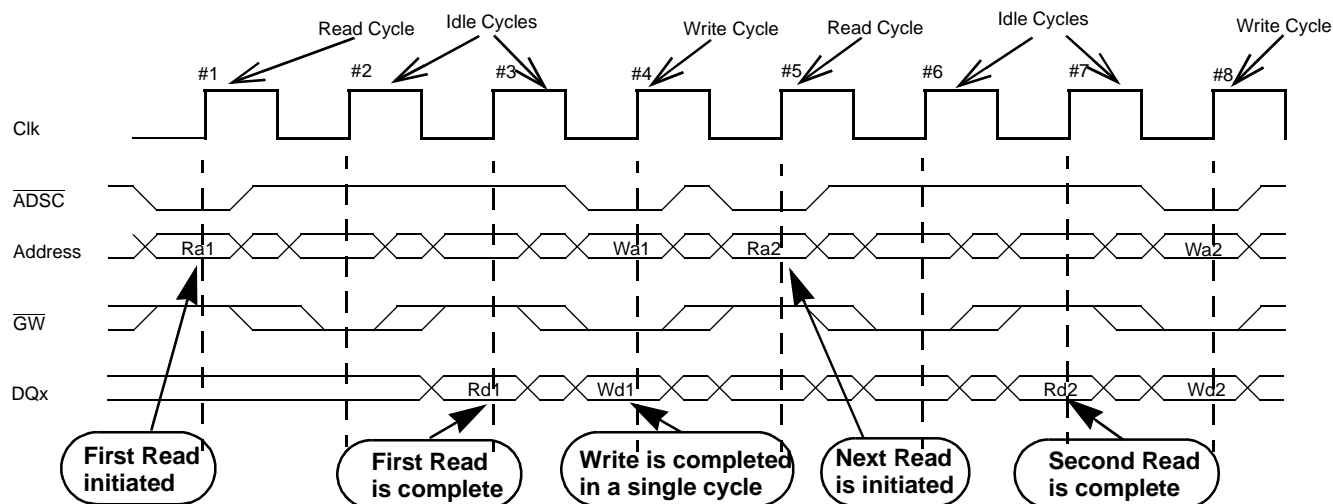 Read Cycle
Idle Cycles
Write Cycle
Read Cycle
Idle Cycles
Write Cycle
#1
#2
#3
#4
#5
#6
#7
#8
Clk
ADSC
Address
Ra1
Wa1
Ra2
Wa2
GW
DQx
Rd1
Wd1
Rd2
Wd2
First Read
initiated
First Read
is complete
Write is completed
in a single cycle
Next Read
is initiated
Second Read
is complete